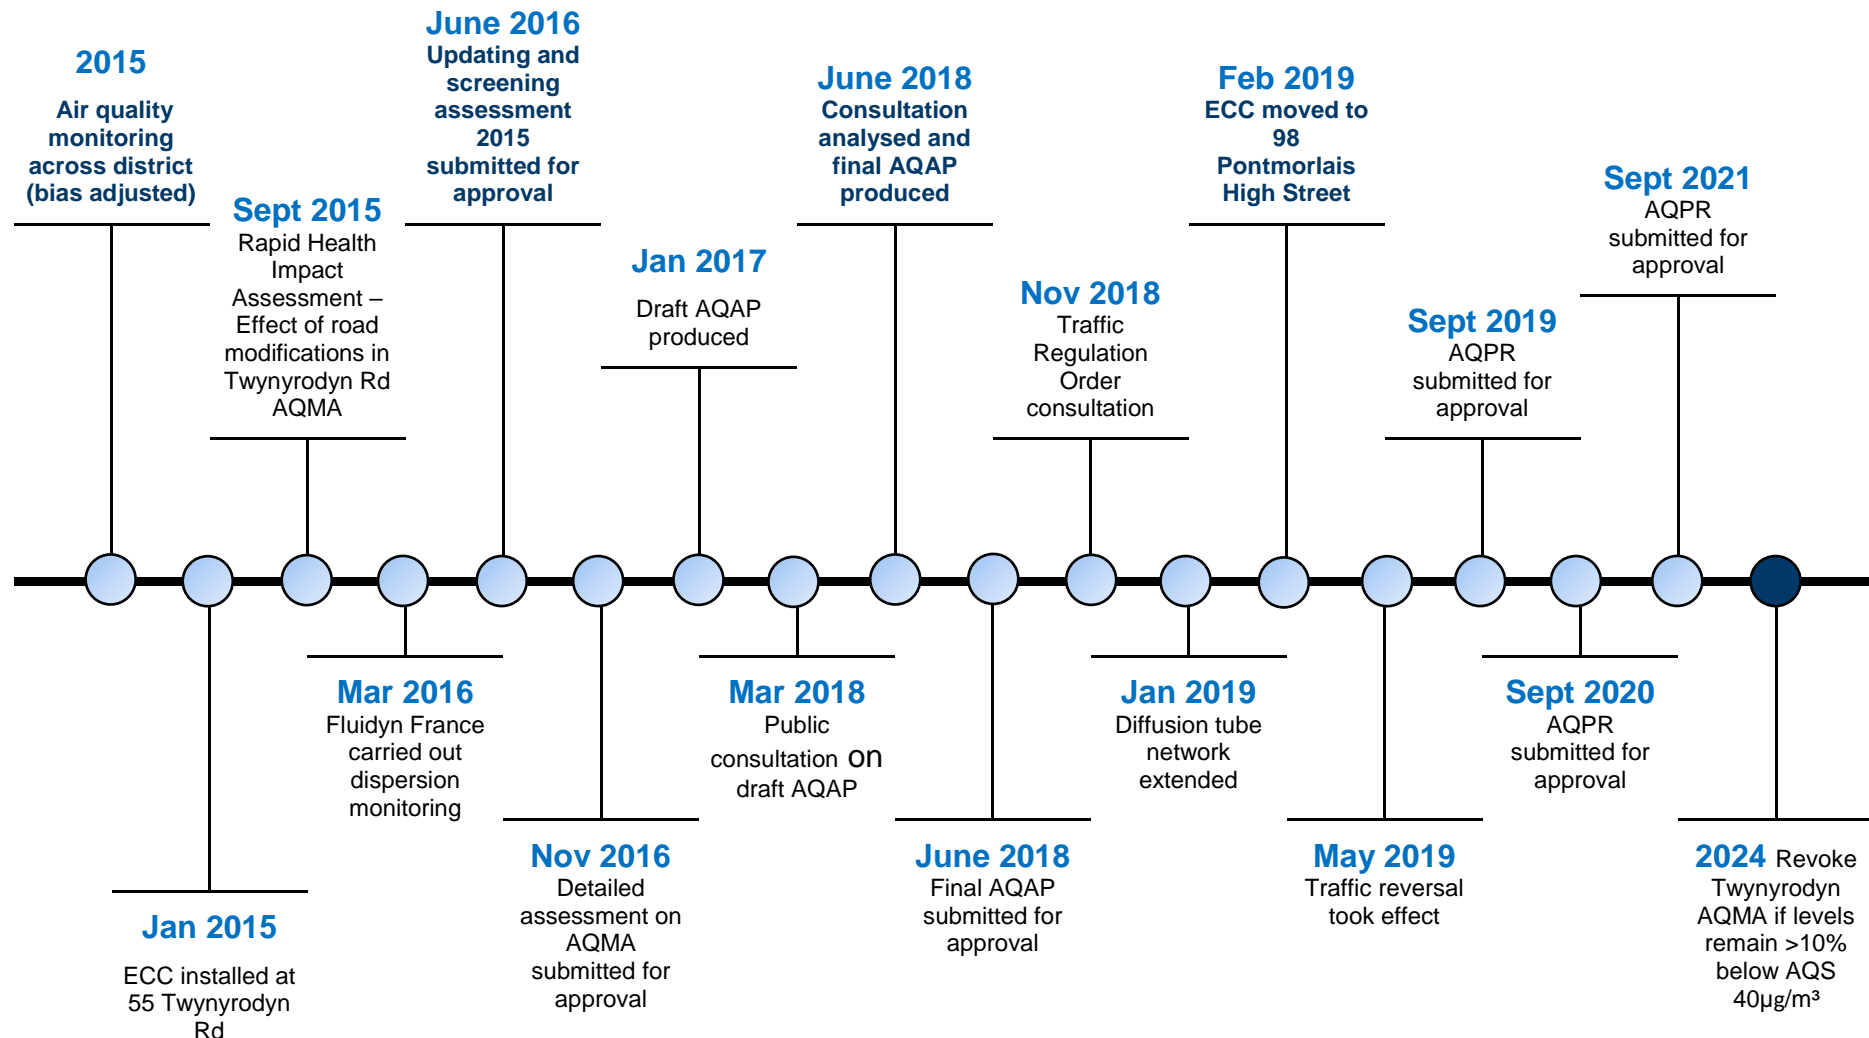 2015
Air quality
monitoring
across district
(bias adjusted)
Jan 2015
ECC installed at
55 Twynyrodyn
Rd
Sept 2015
Rapid Health
Impact
Assessment –
Effect of road
modifications in
Twynyrodyn Rd
AQMA
Mar 2016
Fluidyn France
carried out
dispersion
monitoring
June 2016
Updating and
screening
assessment
2015
submitted for
approval
Nov 2016
Detailed
assessment on
AQMA
submitted for
approval
Jan 2017
Draft AQAP
produced
Mar 2018
Public
consultation on
draft AQAP
June 2018
Consultation
analysed and
final AQAP
produced
June 2018
Final AQAP
submitted for
approval
Nov 2018
Traffic
Regulation
Order
consultation
Jan 2019
Diffusion tube
network
extended
Feb 2019
ECC moved to
98
Pontmorlais
High Street
May 2019
Traffic reversal
took effect
Sept 2019
AQPR
submitted for
approval
Sept 2020
AQPR
submitted for
approval
Sept 2021
AQPR
submitted for
approval
2024 Revoke
Twynyrodyn
AQMA if levels
remain >10%
below AQS
40µg/m³